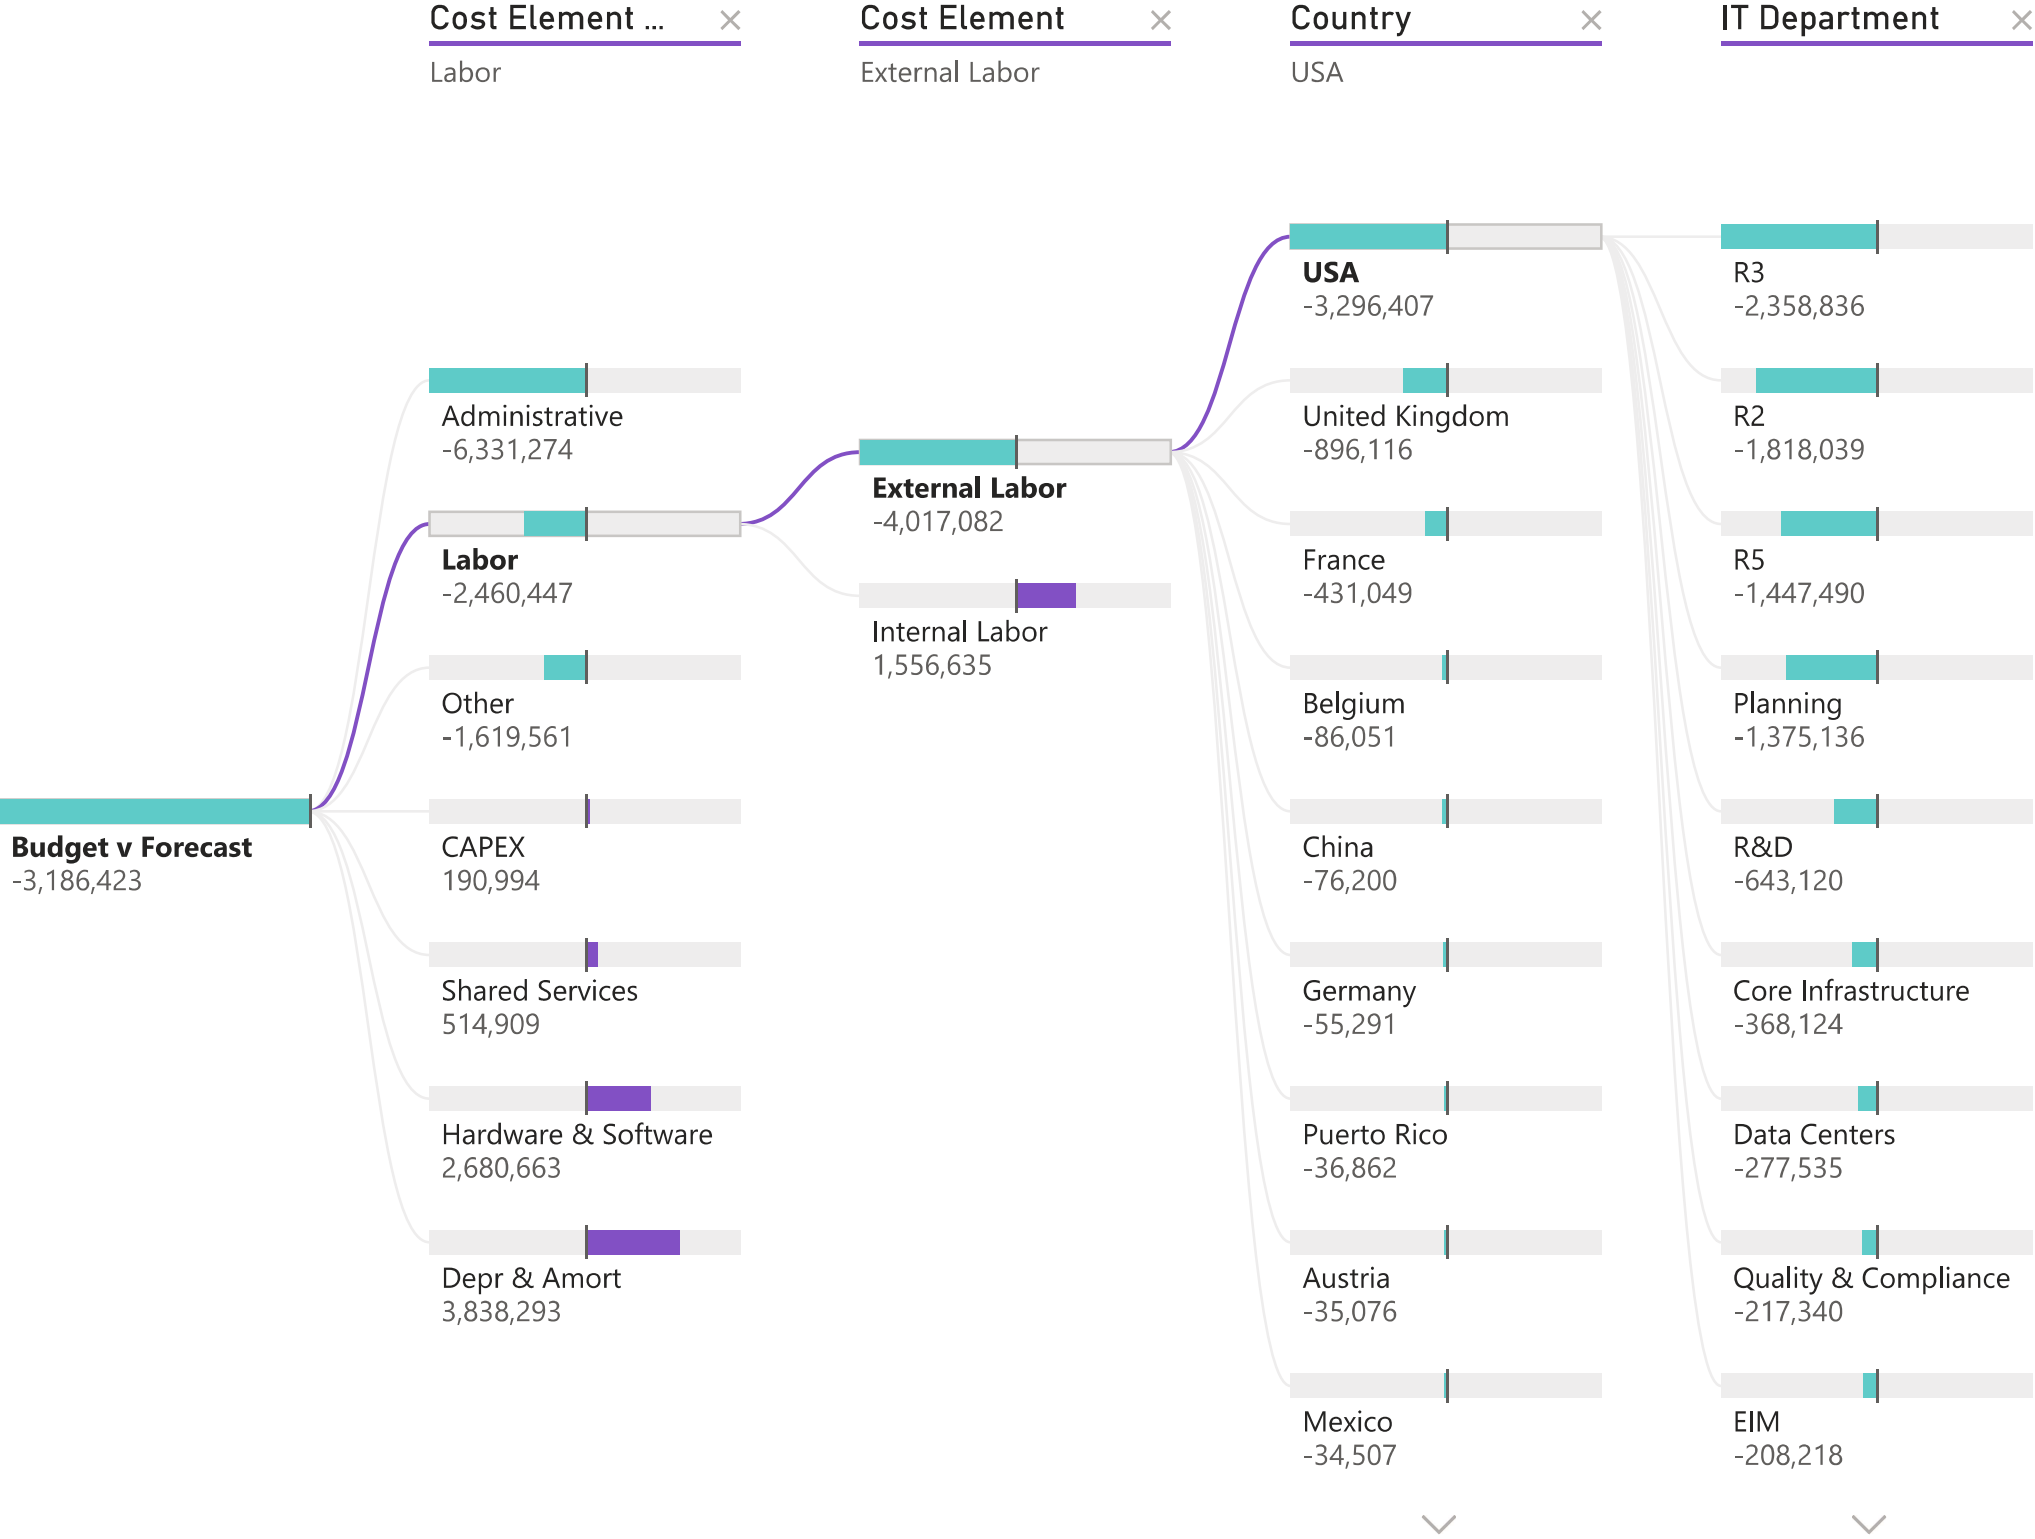 Cost Element ...
Labor
Cost Element
External Labor
Country
USA
IT Department
Budget v Forecast
-3,186,423
Administrative
-6,331,274
Labor
-2,460,447
Other
-1,619,561
CAPEX
190,994
Shared Services
514,909
Hardware & Software
2,680,663
Depr & Amort
3,838,293
External Labor
-4,017,082
Internal Labor
1,556,635
USA
-3,296,407
United Kingdom
-896,116
France
-431,049
Belgium
-86,051
China
-76,200
Germany
-55,291
Puerto Rico
-36,862
Austria
-35,076
Mexico
-34,507
R3
-2,358,836
R2
-1,818,039
R5
-1,447,490
Planning
-1,375,136
R&D
-643,120
Core Infrastructure
-368,124
Data Centers
-277,535
Quality & Compliance
-217,340
EIM
-208,218